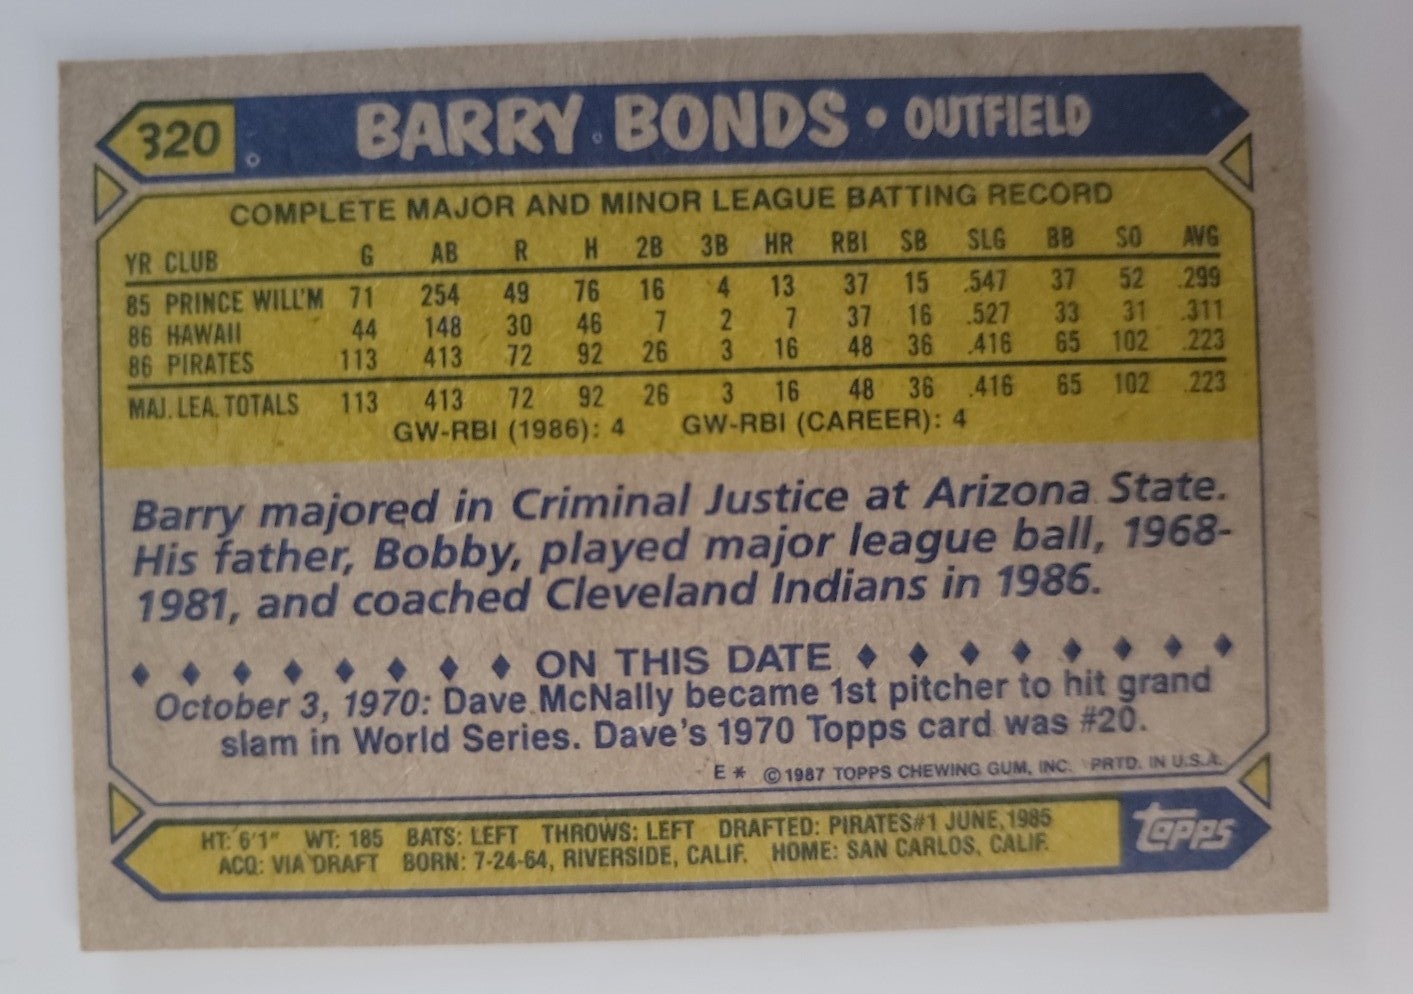 320 BARRY BONDS • OUTFIELD
COMPLETE MAJOR AND MINOR LEAGUE BATTING RECORD
YR CLUB G AB R H 2B 3B HR RBI SB SLG BB SO AVG
85 PRINCE WILL'M 71 254 49 76 16 4 13 37 15 .547 37 52 .299
86 HAWAII 44 148 30 46 7 2 7 37 16 .527 33 31 .311
86 PIRATES 113 413 72 92 26 3 16 48 36 .416 65 102 .223
MAJ. LEA. TOTALS 113 413 72 92 26 3 16 48 36 .416 65 102 .223
GW-RBI (1986): 4 GW-RBI (CAREER): 4
Barry majored in Criminal Justice at Arizona State.
His father, Bobby, played major league ball, 1968-
1981, and coached Cleveland Indians in 1986.
ON THIS DATE
October 3, 1970: Dave McNally became 1st pitcher to hit grand
slam in World Series. Dave's 1970 Topps card was #20.
E * © 1987 TOPPS CHEWING GUM, INC. PRTD. IN U.S.A.
HT: 6'1" WT: 185 BATS: LEFT THROWS: LEFT DRAFTED: PIRATES#1 JUNE, 1985
ACQ: VIA DRAFT BORN: 7-24-64, RIVERSIDE, CALIF. HOME: SAN CARLOS, CALIF.
topps